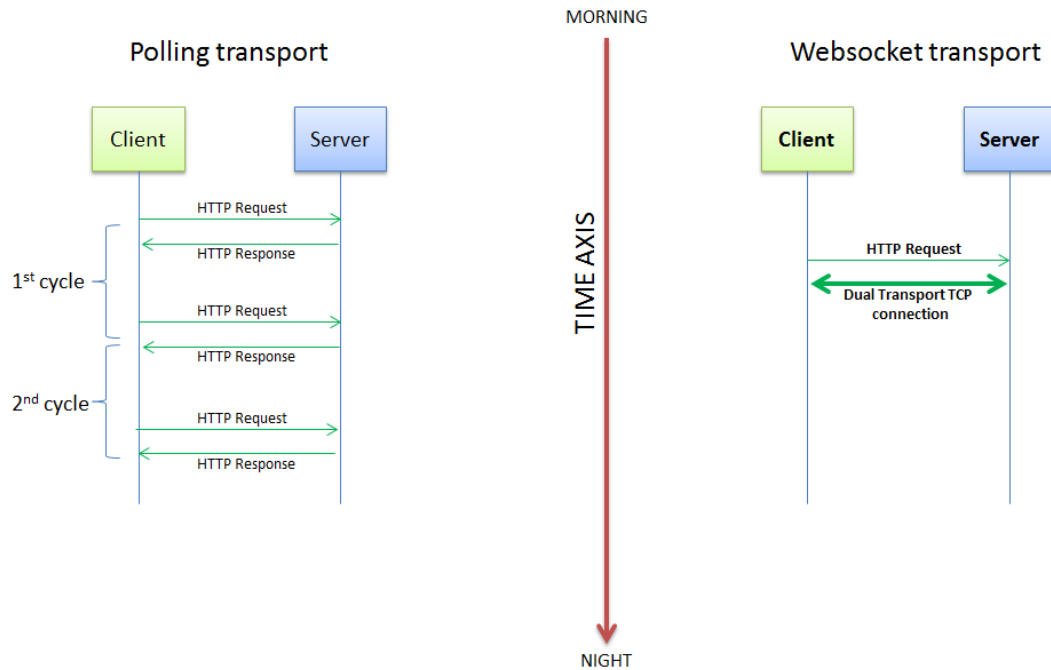 MORNING
Polling transport
Websocket transport
Client
Server
HTTP Request
HTTP Response
1st cycle
HTTP Request
HTTP Response
2nd cycle
HTTP Request
HTTP Response
TIME AXIS
Client
Server
HTTP Request
Dual Transport TCP
connection
NIGHT